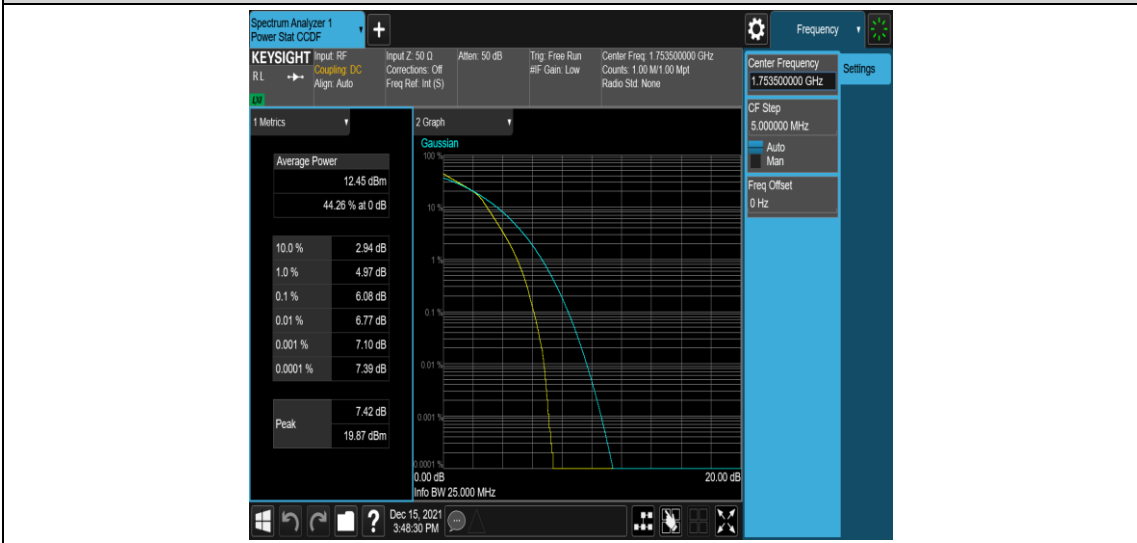 Spectrum Analyzer 1
Power Stat CCDF
+
Frequency
KEYSIGHT
R L
LXI
Input: RF
Coupling: DC
Align: Auto
Input Z: 50 Ω
Corrections: Off
Freq Ref: Int (S)
Atten: 50 dB
Trig: Free Run
#IF Gain: Low
Center Freq: 1.753500000 GHz
Counts: 1.00 M/1.00 Mpt
Radio Std: None
Center Frequency
1.753500000 GHz
Settings
CF Step
5.000000 MHz
Auto
Man
Freq Offset
0 Hz
1 Metrics
Average Power
12.45 dBm
44.26 % at 0 dB
10.0 % 2.94 dB
1.0 % 4.97 dB
0.1 % 6.08 dB
0.01 % 6.77 dB
0.001 % 7.10 dB
0.0001 % 7.39 dB
Peak
7.42 dB
19.87 dBm
2 Graph
Gaussian
100 %
10 %
1 %
0.1 %
0.01 %
0.001 %
0.0001 %
0.00 dB 20.00 dB
Info BW 25.000 MHz
?
Dec 15, 2021
3:48:30 PM